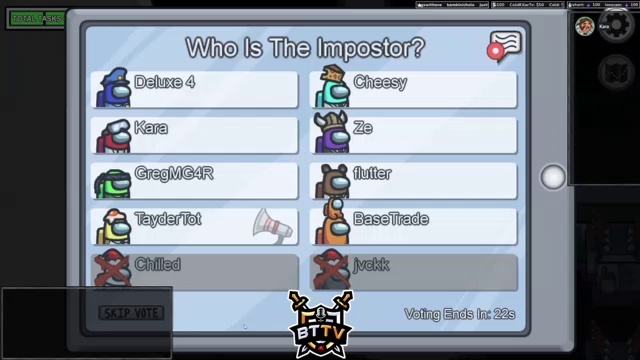 TOTAL TASKS
Who Is The Impostor?
Deluxe 4
Cheesy
Kara
Ze
GregMG4R
flutter
TayderTot
BaseTrade
Chilled
jvckk
SKIP VOTE
Voting Ends In: 22s
BTTV
Kara